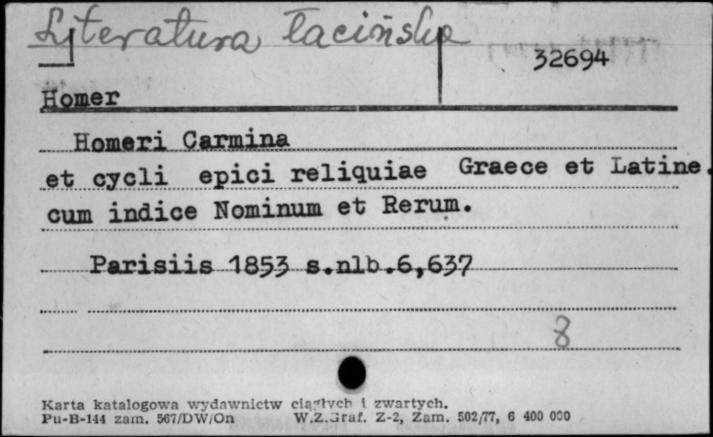 Literatura łacińska
32694
Homer
Homeri Carmina
et cycli epici reliquiae Graece et Latine.
cum indice Nominum et Rerum.
Parisiis 1853 s.nlb.6,637
8
Karta katalogowa wydawnictw ciągłych i zwartych.
Pu-B-144 zam. 567/DW/On W.Z.Graf. Z-2, Zam. 502/77, 6 400 000